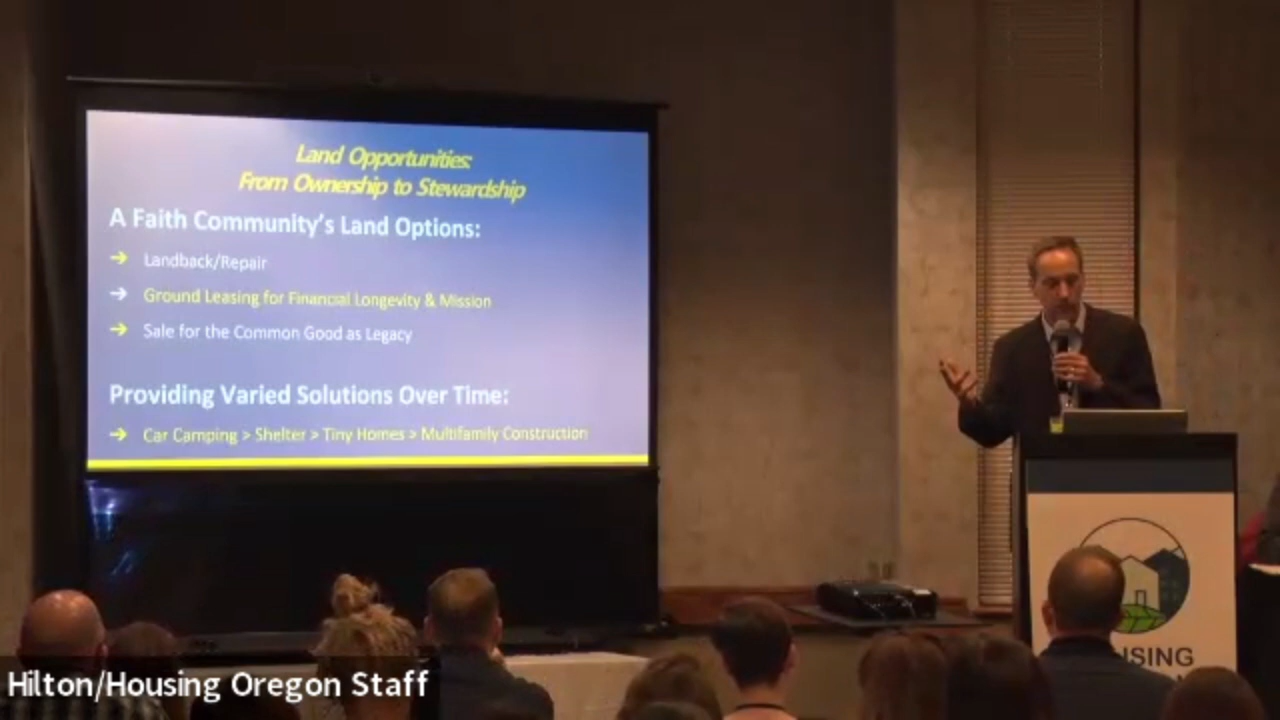 Land Opportunities:
From Ownership to Stewardship
A Faith Community's Land Options:
➔ Landback/Repair
➔ Ground Leasing for Financial Longevity & Mission
➔ Sale for the Common Good as Legacy
Providing Varied Solutions Over Time:
➔ Car Camping > Shelter > Tiny Homes > Multifamily Construction
Hilton/Housing Oregon Staff